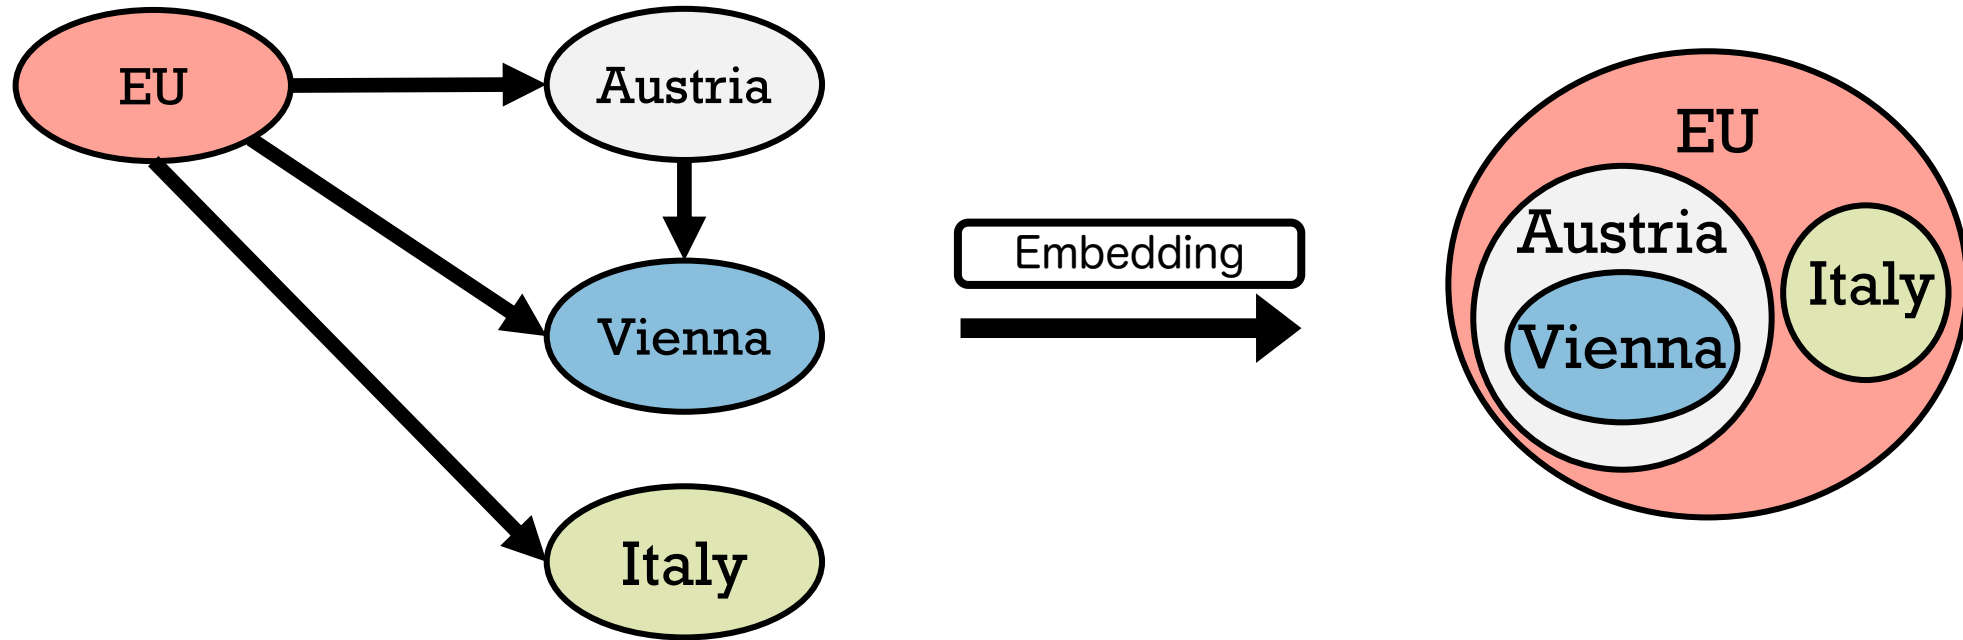 EU
Austria
Vienna
Italy
Embedding
EU
Austria
Vienna
Italy